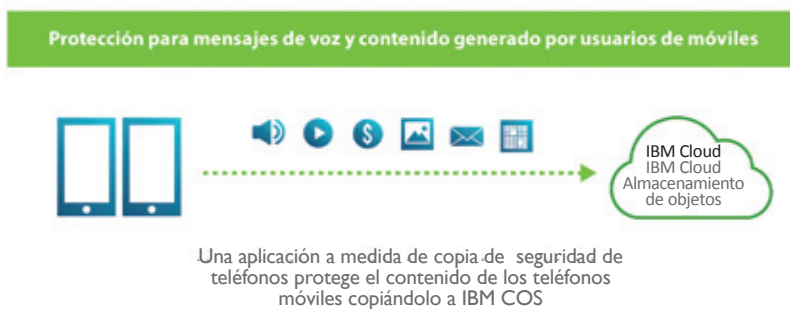 Protección para mensajes de voz y contenido generado por usuarios de móviles
$
IBM Cloud
IBM Cloud
Almacenamiento
de objetos
Una aplicación a medida de copia de seguridad de
teléfonos protege el contenido de los teléfonos
móviles copiándolo a IBM COS